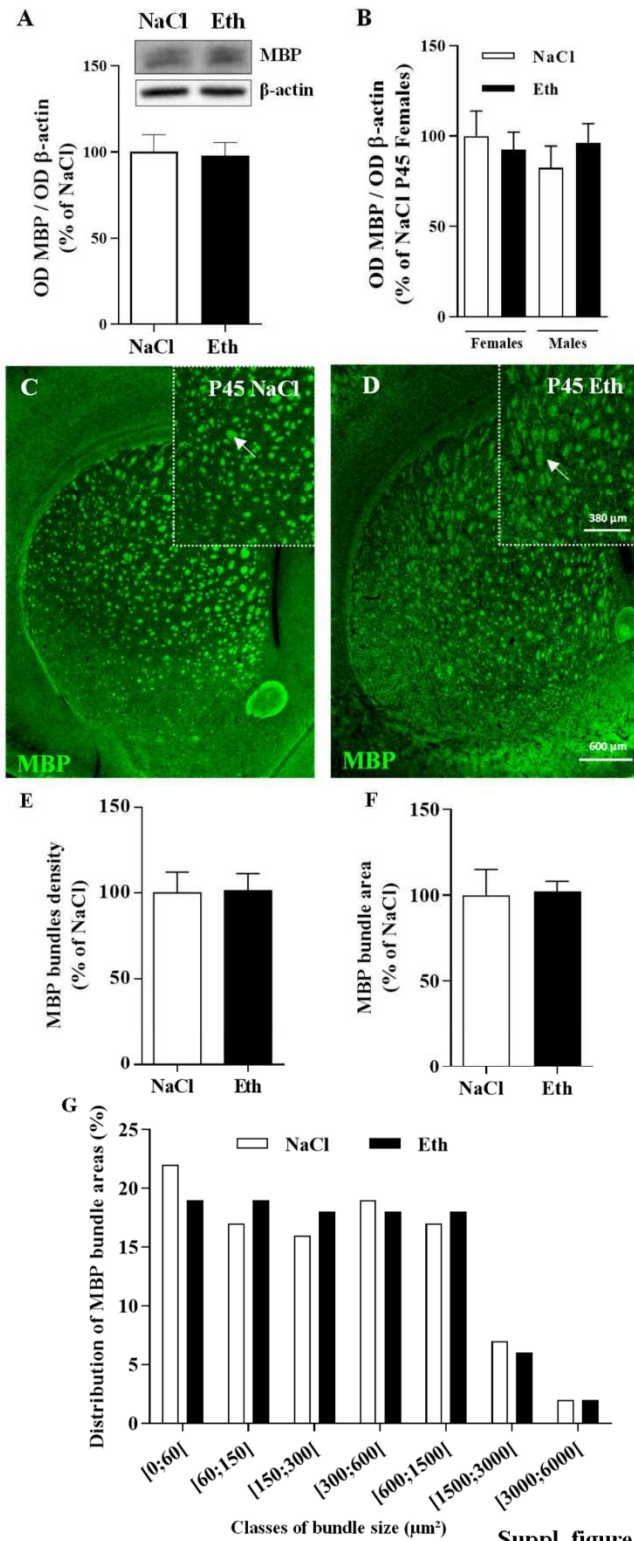 A
NaCl Eth
MBP
β-actin
OD MBP / OD β-actin
(% of NaCl)
150
100
50
0
NaCl Eth
B
NaCl
Eth
OD MBP / OD β-actin
(% of NaCl P45 Females)
150
100
50
0
Females Males
C
P45 NaCl
MBP
D
P45 Eth
380 µm
600 µm
MBP
E
MBP bundles density
(% of NaCl)
150
100
50
0
NaCl Eth
F
MBP bundle area
(% of NaCl)
150
100
50
0
NaCl Eth
G
NaCl Eth
Distribution of MBP bundle areas (%)
25
20
15
10
5
0
[0;60[ [60;150[ [150;300[ [300;600[ [600;1500[ [1500;3000[ [3000;6000[
Classes of bundle size (µm²)
Suppl. figure